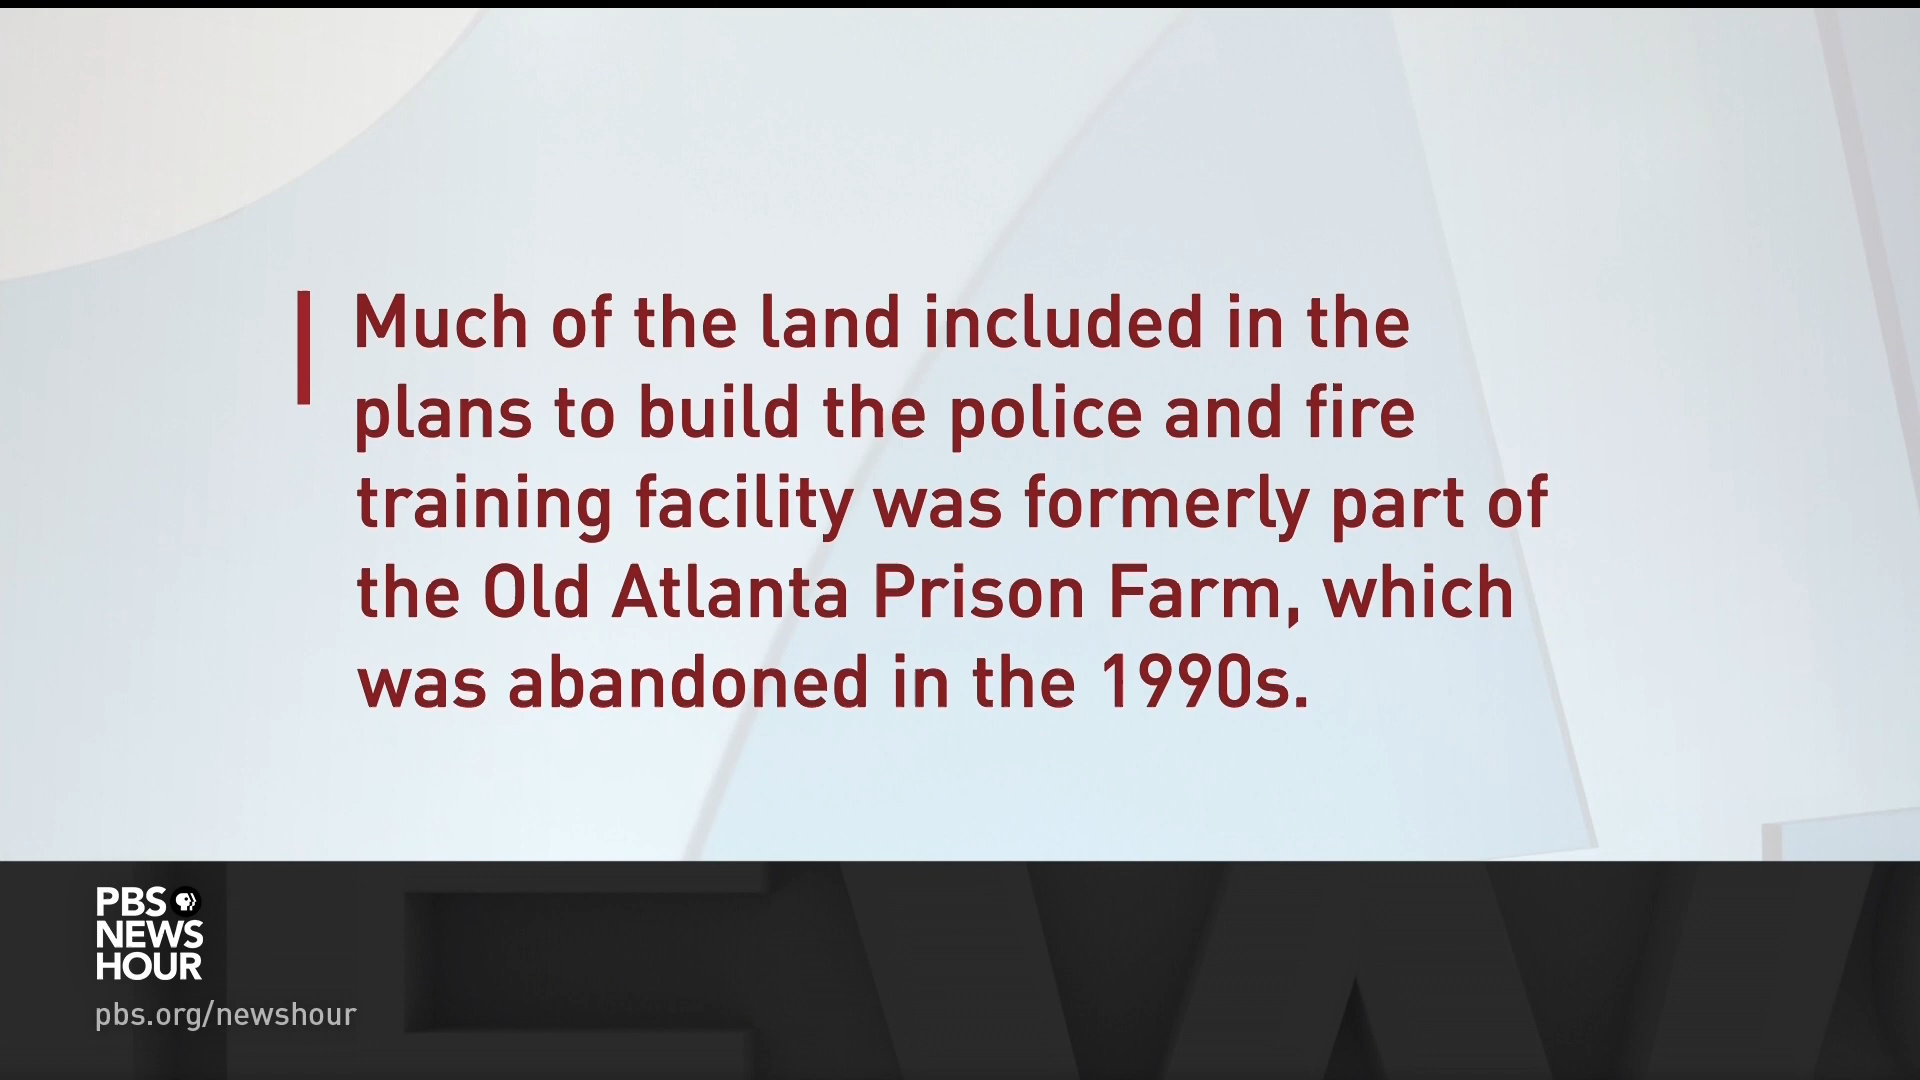 Much of the land included in the
plans to build the police and fire
training facility was formerly part of
the Old Atlanta Prison Farm, which
was abandoned in the 1990s.
PBS
NEWS
HOUR
pbs.org/newshour